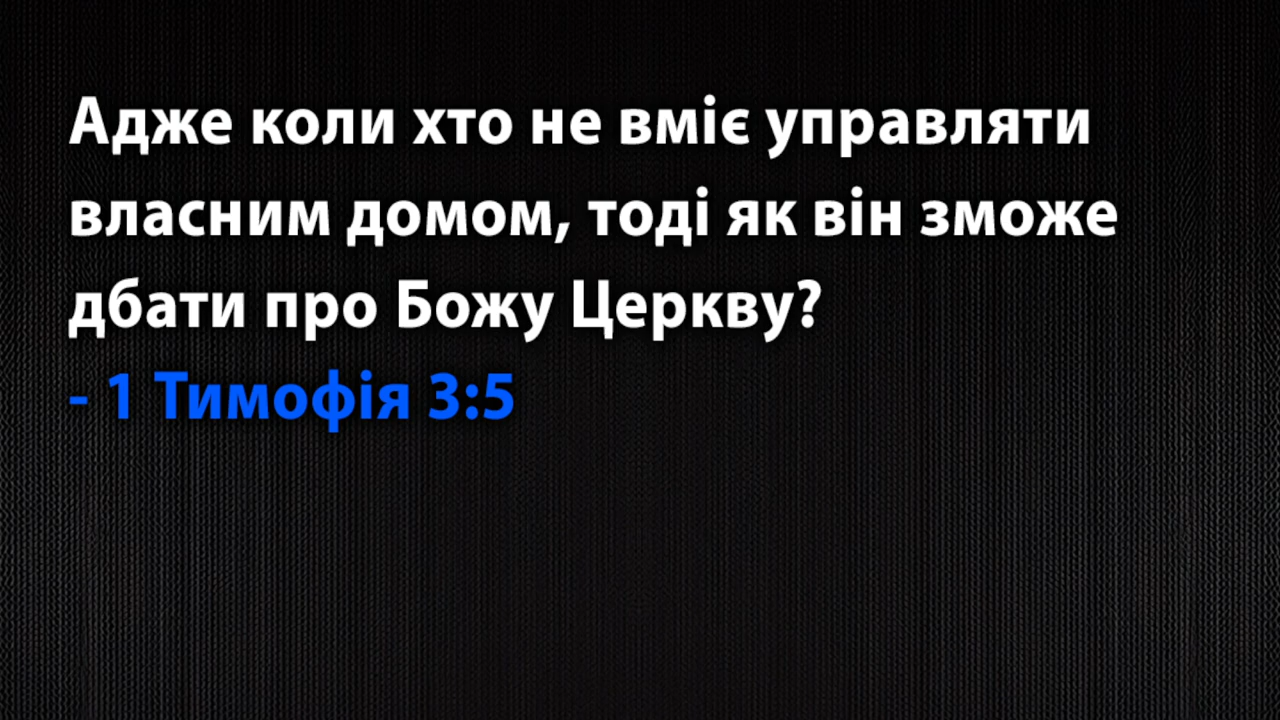 Адже коли хто не вміє управляти
власним домом, тоді як він зможе
дбати про Божу Церкву?
- 1 Тимофія 3:5